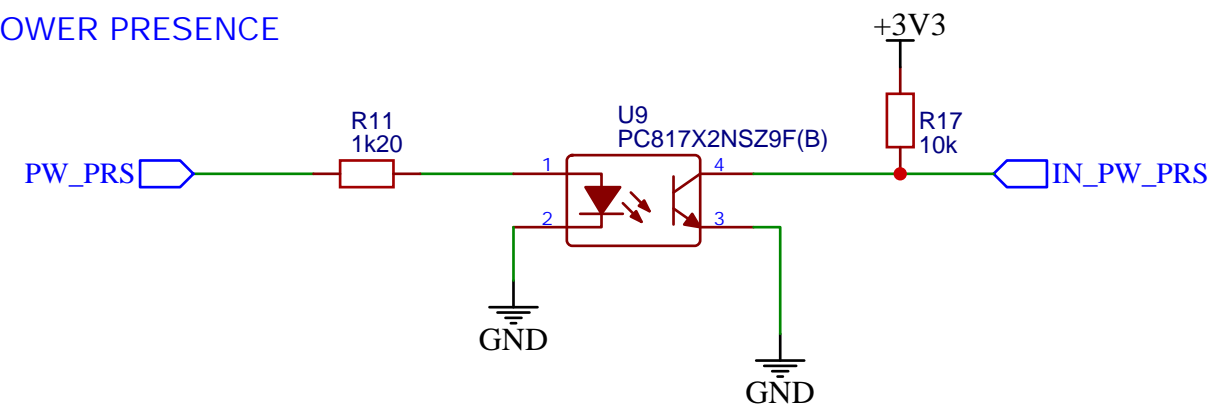 OWER PRESENCE
+3V3
R11
1k20
U9
PC817X2NSZ9F(B)
R17
10k
PW_PRS
1
4
IN_PW_PRS
2
3
GND
GND